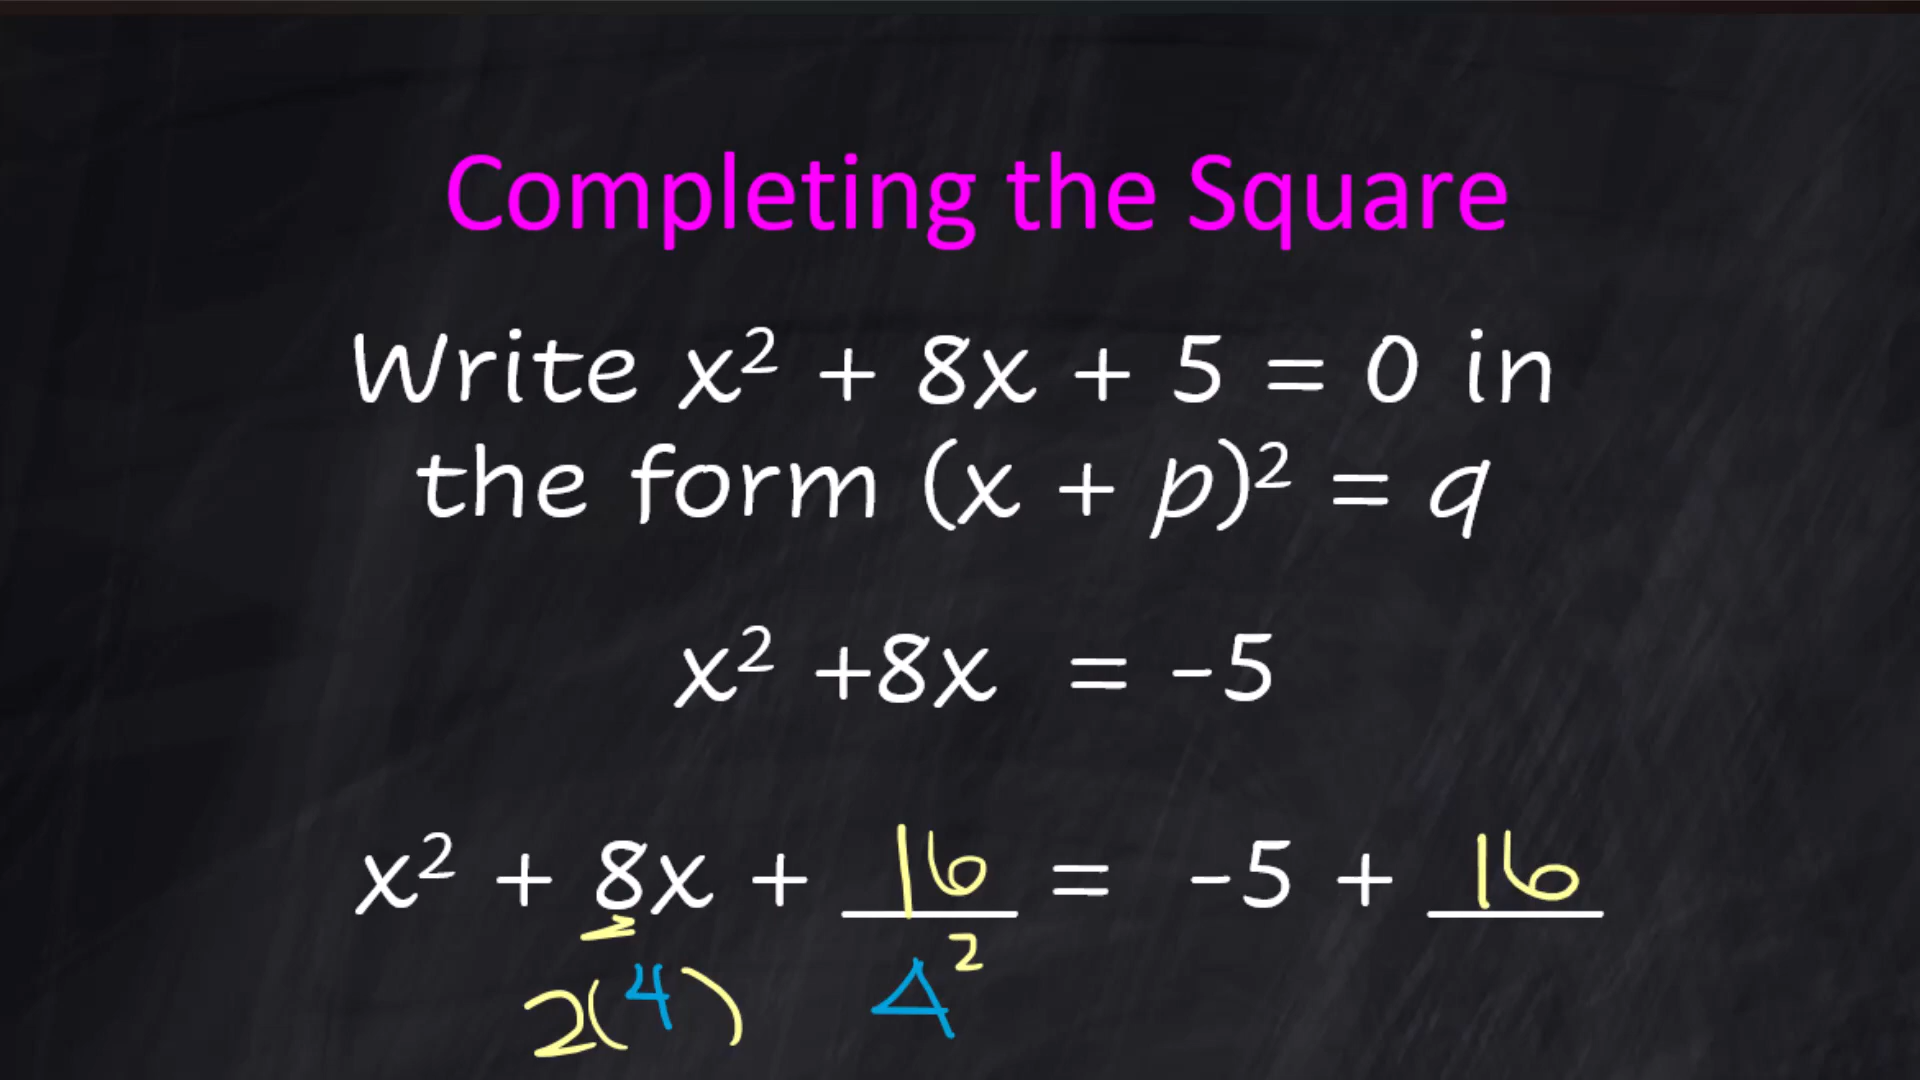 Completing the Square
Write x² + 8x + 5 = 0 in
the form (x + p)² = q
x² +8x = -5
x² + 8x + 16 = -5 + 16
2(4) 4²